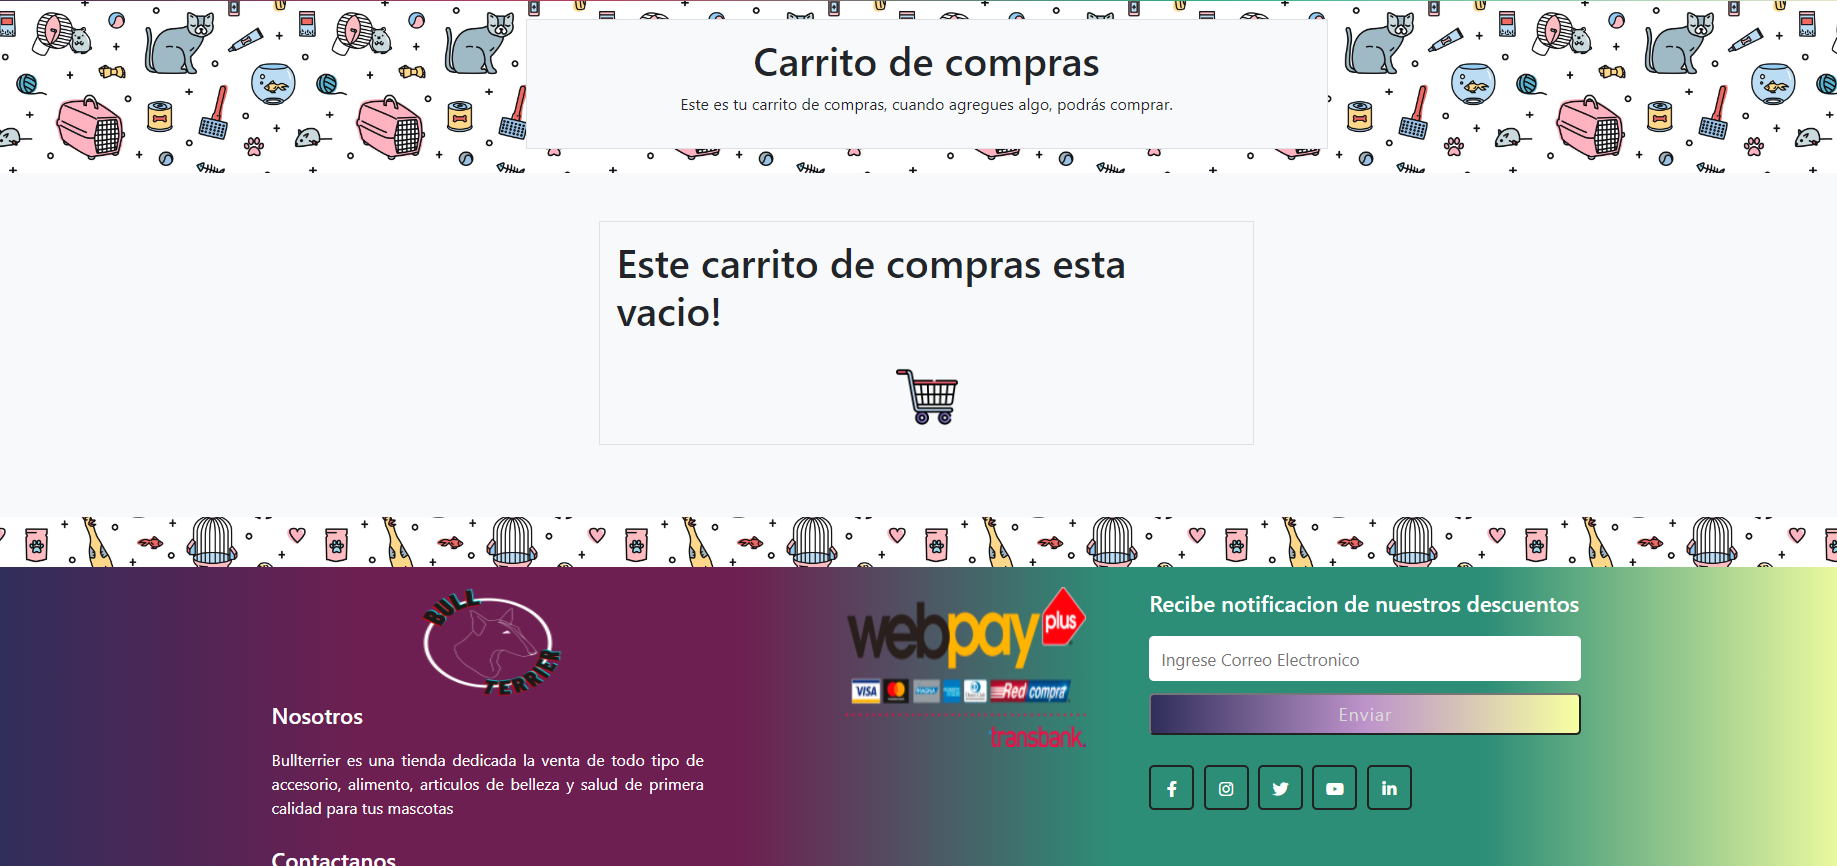 Carrito de compras
Este es tu carrito de compras, cuando agregues algo, podrás comprar.
Este carrito de compras esta
vacio!
BULL
TERRIER
Nosotros
Bullterrier es una tienda dedicada la venta de todo tipo de
accesorio, alimento, articulos de belleza y salud de primera
calidad para tus mascotas
Contactanos
webpay plus
VISA
Red compra
transbank.
Recibe notificacion de nuestros descuentos
Ingrese Correo Electronico
Enviar